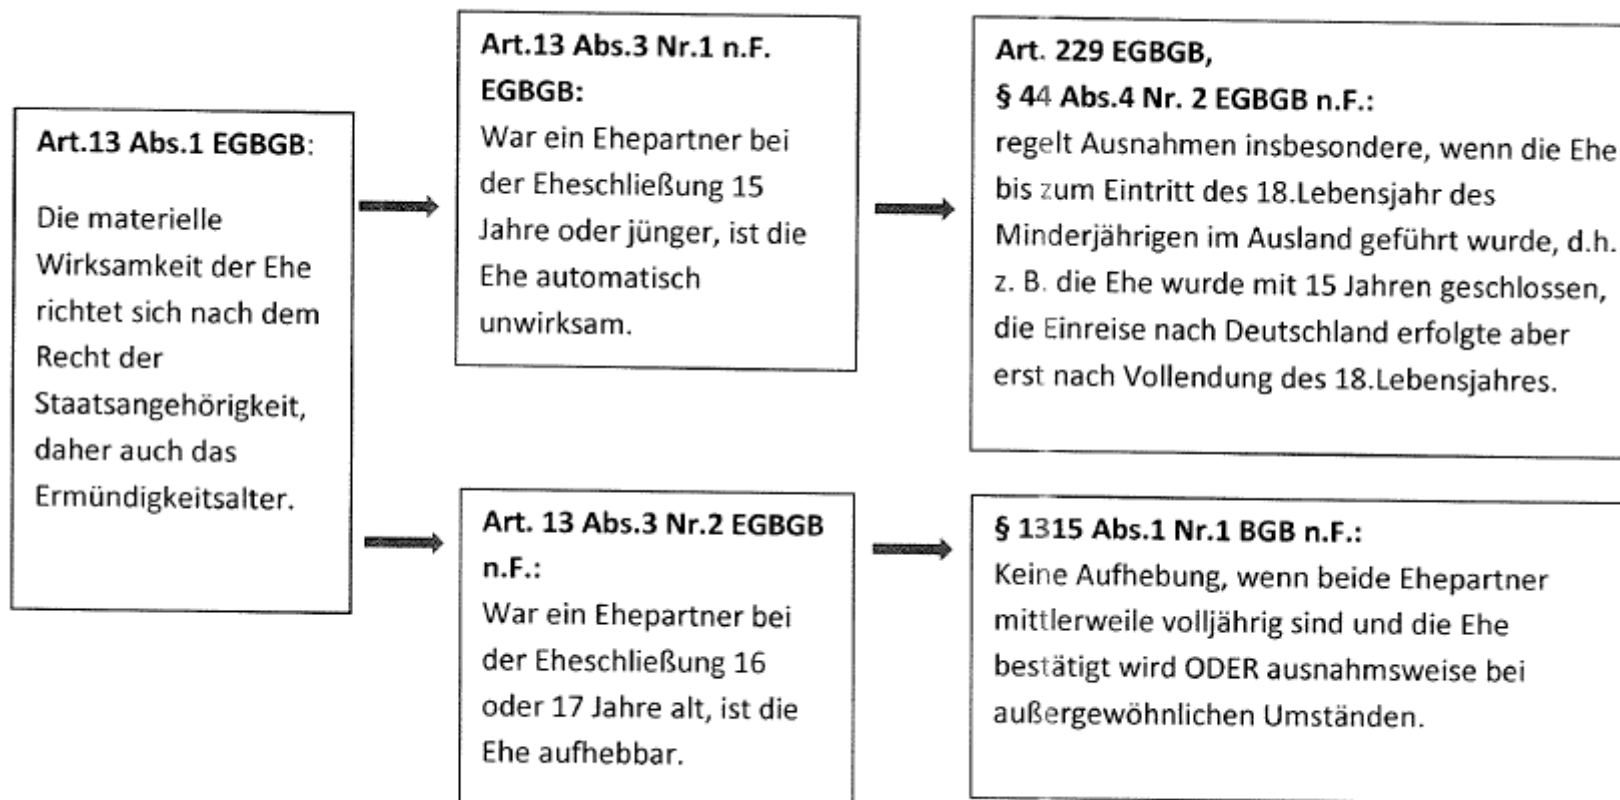 Art.13 Abs.1 EGBGB:
Die materielle
Wirksamkeit der Ehe
richtet sich nach dem
Recht der
Staatsangehörigkeit,
daher auch das
Ermündigkeitsalter.
Art.13 Abs.3 Nr.1 n.F.
EGBGB:
War ein Ehepartner bei
der Eheschließung 15
Jahre oder jünger, ist die
Ehe automatisch
unwirksam.
Art. 229 EGBGB,
§ 44 Abs.4 Nr. 2 EGBGB n.F.:
regelt Ausnahmen insbesondere, wenn die Ehe
bis zum Eintritt des 18.Lebensjahr des
Minderjährigen im Ausland geführt wurde, d.h.
z. B. die Ehe wurde mit 15 Jahren geschlossen,
die Einreise nach Deutschland erfolgte aber
erst nach Vollendung des 18.Lebensjahres.
Art. 13 Abs.3 Nr.2 EGBGB
n.F.:
War ein Ehepartner bei
der Eheschließung 16
oder 17 Jahre alt, ist die
Ehe aufhebbar.
§ 1315 Abs.1 Nr.1 BGB n.F.:
Keine Aufhebung, wenn beide Ehepartner
mittlerweile volljährig sind und die Ehe
bestätigt wird ODER ausnahmsweise bei
außergewöhnlichen Umständen.